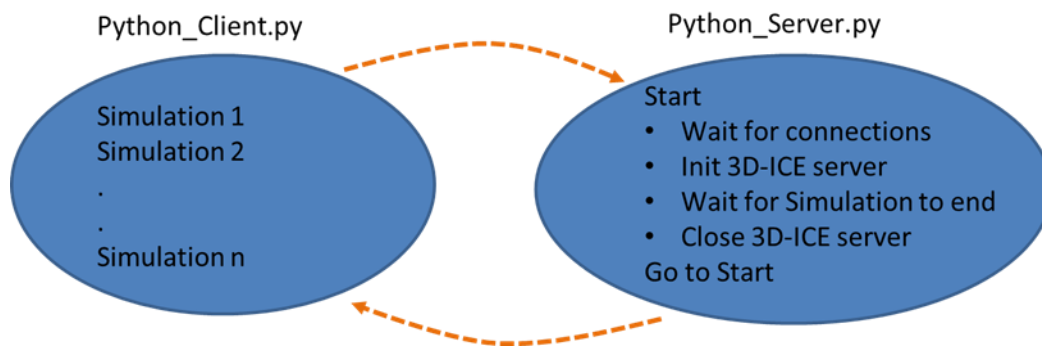 Python_Client.py
Simulation 1
Simulation 2
.
.
Simulation n
Python_Server.py
Start
• Wait for connections
• Init 3D-ICE server
• Wait for Simulation to end
• Close 3D-ICE server
Go to Start